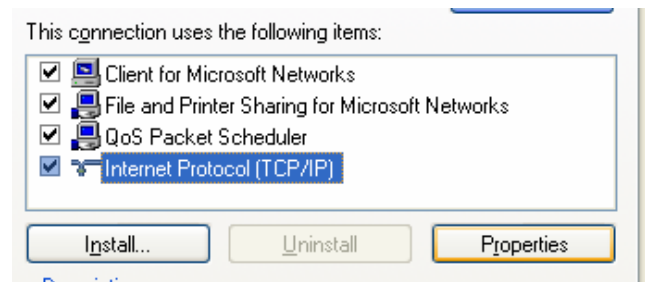 This connection uses the following items:
Client for Microsoft Networks
File and Printer Sharing for Microsoft Networks
QoS Packet Scheduler
Internet Protocol (TCP/IP)
Install... Uninstall Properties